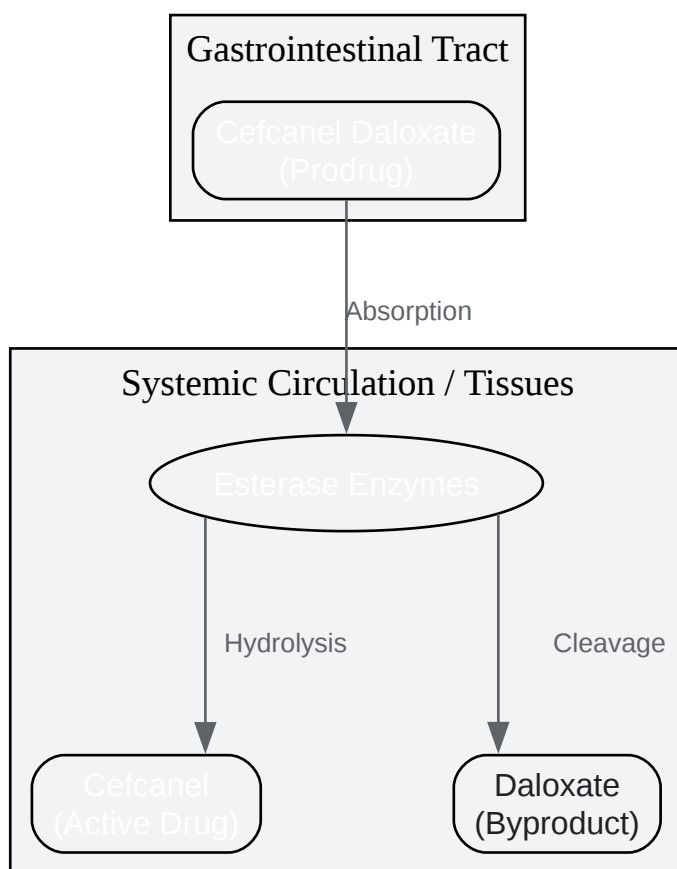 Gastrointestinal Tract
Cefcanel Daloxate
(Prodrug)
Absorption
Systemic Circulation / Tissues
Esterase Enzymes
Hydrolysis
Cleavage
Cefcanel
(Active Drug)
Daloxate
(Byproduct)